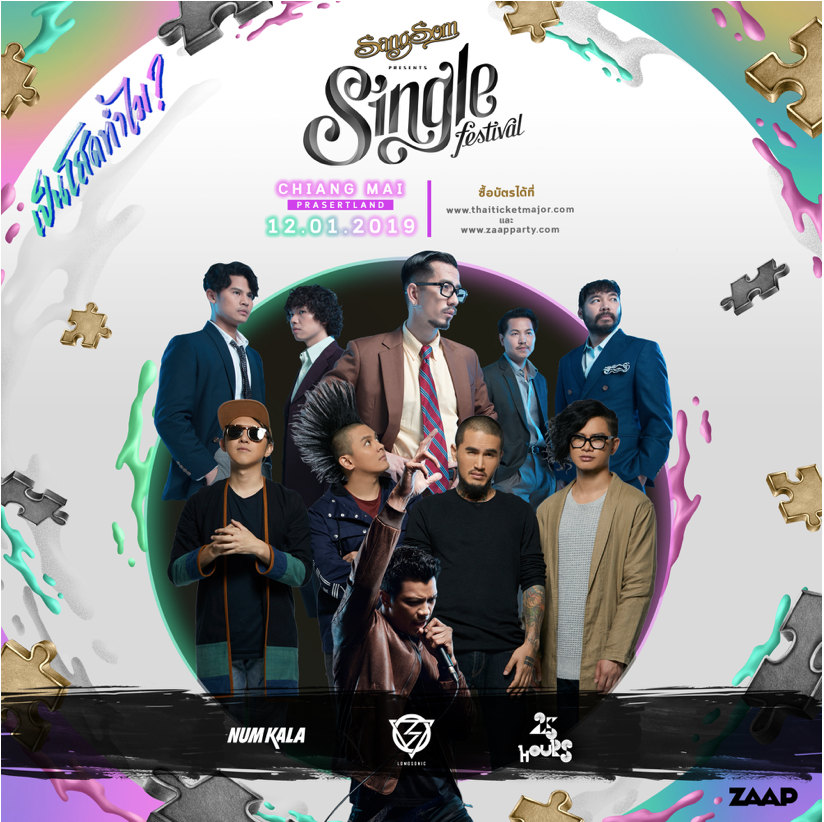 SangSom
PRESENTS
Single
festival
เป็นโสดทำไม?
CHIANG MAI
PRASERTLAND
12.01.2019
ซื้อบัตรได้ที่
www.thaiticketmajor.com
และ
www.zaapparty.com
NUM KALA
LOMOSONIC
25
HOURS
ZAAP